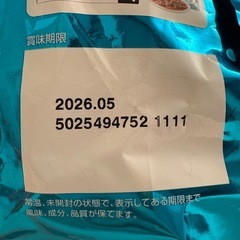 賞味期限
2026.05
5025494752 1111
常温、未開封の状態で、表示してある期限まで
風味、成分、品質が保てます。